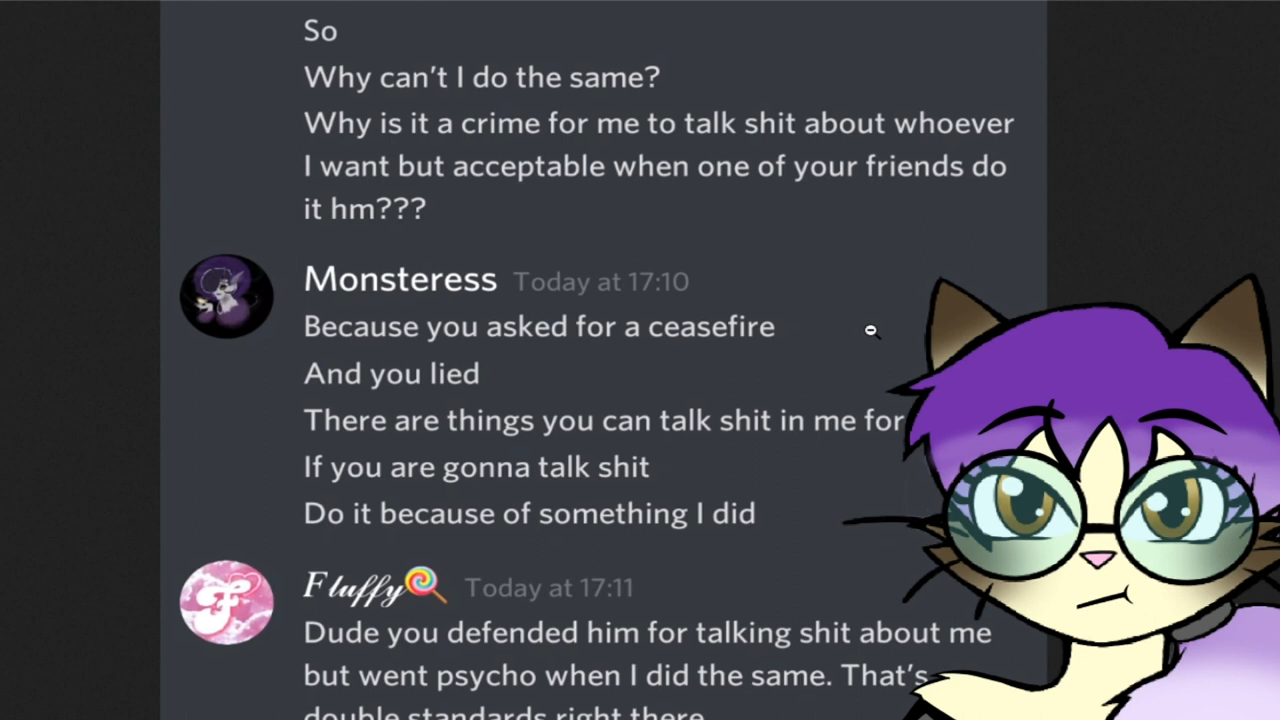 So
Why can't I do the same?
Why is it a crime for me to talk shit about whoever
I want but acceptable when one of your friends do
it hm???
Monsteress Today at 17:10
Because you asked for a ceasefire
And you lied
There are things you can talk shit in me for
If you are gonna talk shit
Do it because of something I did
Fluffy🍭 Today at 17:11
Dude you defended him for talking shit about me
but went psycho when I did the same. That's
double standards right there